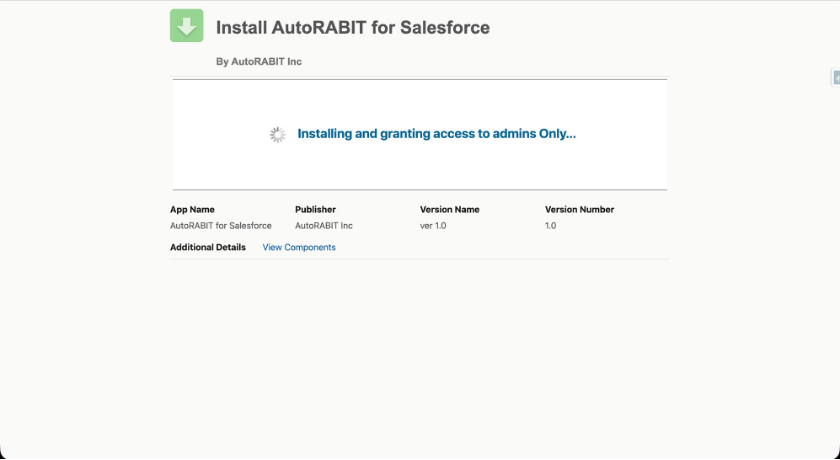 Install AutoRABIT for Salesforce
By AutoRABIT Inc
Installing and granting access to admins Only...
App Name Publisher Version Name Version Number
AutoRABIT for Salesforce AutoRABIT Inc ver 1.0 1.0
Additional Details View Components